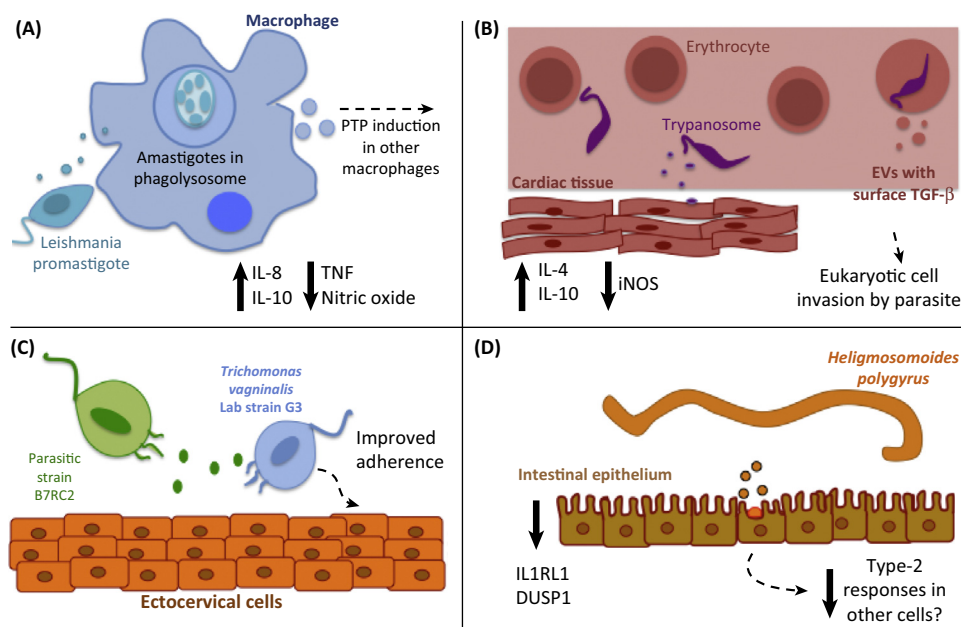 (A)
Macrophage
PTP induction
in other
macrophages
Amastigotes in
phagolysosome
Leishmania
promastigote
IL-8
IL-10
TNF
Nitric oxide
(B)
Erythrocyte
Trypanosome
Cardiac tissue
EVs with
surface TGF-β
IL-4
IL-10
iNOS
Eukaryotic cell
invasion by parasite
(C)
Trichomonas
vaginalis
Lab strain G3
Parasitic
strain
B7RC2
Improved
adherence
Ectocervical cells
(D)
Heligmosomoides
polygyrus
Intestinal epithelium
IL1RL1
DUSP1
Type-2
responses in
other cells?